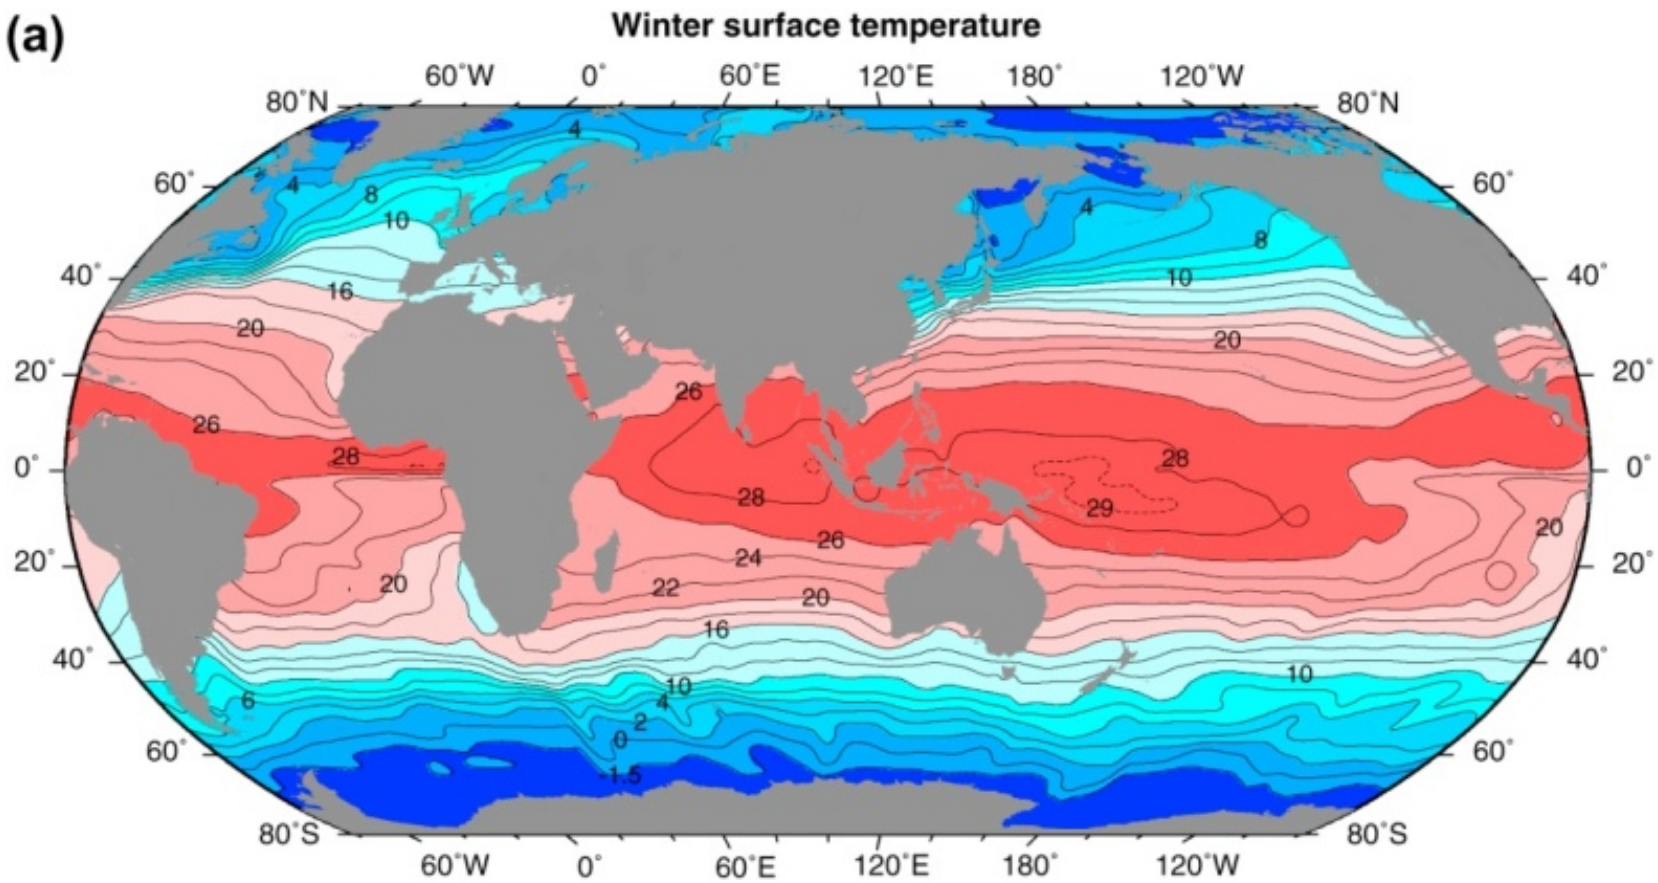 (a)
Winter surface temperature
60˚W 0˚ 60˚E 120˚E 180˚ 120˚W
80˚N 80˚N
4
60˚ 4 8 4 60˚
10 8
40˚ 16 10 40˚
20 20
20˚ 26 20˚
26
0˚ 28 28 0˚
28 29
26 20
20˚ 20 24 20˚
22 20
16
40˚ 10 40˚
6 10
4
2
60˚ 0 60˚
-1.5
80˚S 80˚S
60˚W 0˚ 60˚E 120˚E 180˚ 120˚W